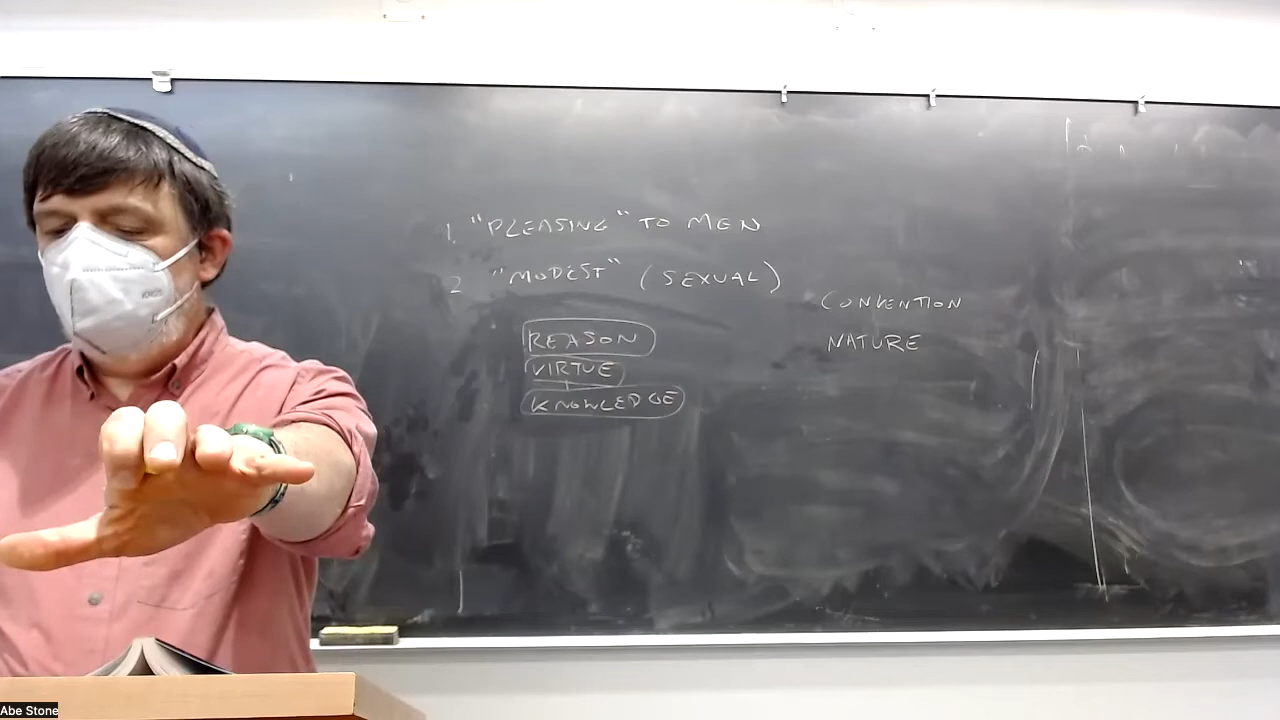 1. "PLEASING" TO MEN
2 "MODEST" (SEXUAL)
CONVENTION
REASON
NATURE
VIRTUE
KNOWLEDGE
Abe Stone